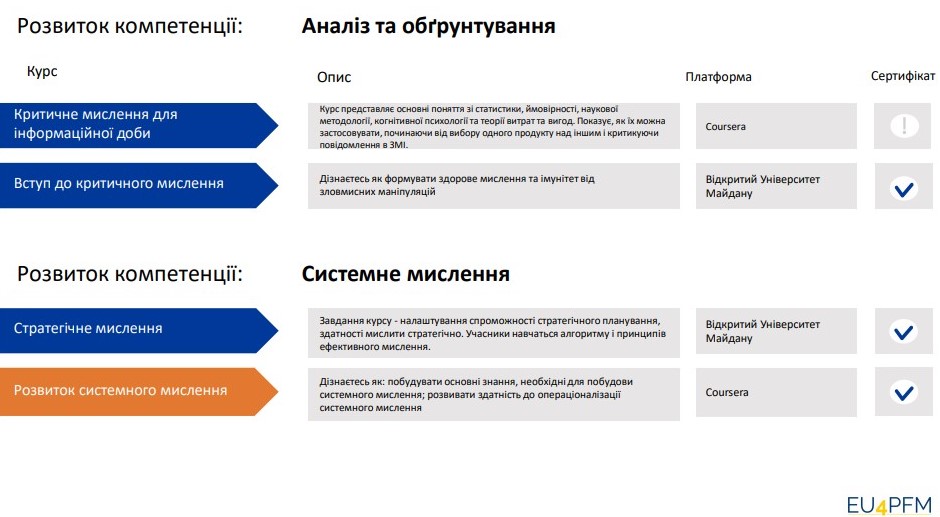 Розвиток компетенції: Аналіз та обґрунтування
Курс Опис Платформа Сертифікат
Критичне мислення для
інформаційної доби
Курс представляє основні поняття зі статистики, ймовірності, наукової
методології, когнітивної психології та теорії витрат та вигод. Показує, як їх можна
застосовувати, починаючи від вибору одного продукту над іншим і критикуючи
повідомлення в ЗМІ.
Coursera
!
Вступ до критичного мислення
Дізнаєтесь як формувати здорове мислення та імунітет від
зловмисних маніпуляцій
Відкритий Університет
Майдану
Розвиток компетенції: Системне мислення
Стратегічне мислення
Завдання курсу - налаштування спроможності стратегічного планування,
здатності мислити стратегічно. Учасники навчаться алгоритму і принципів
ефективного мислення.
Відкритий Університет
Майдану
Розвиток системного мислення
Дізнаєтесь як: побудувати основні знання, необхідні для побудови
системного мислення; розвивати здатність до операціоналізації
системного мислення
Coursera
EU4PFM